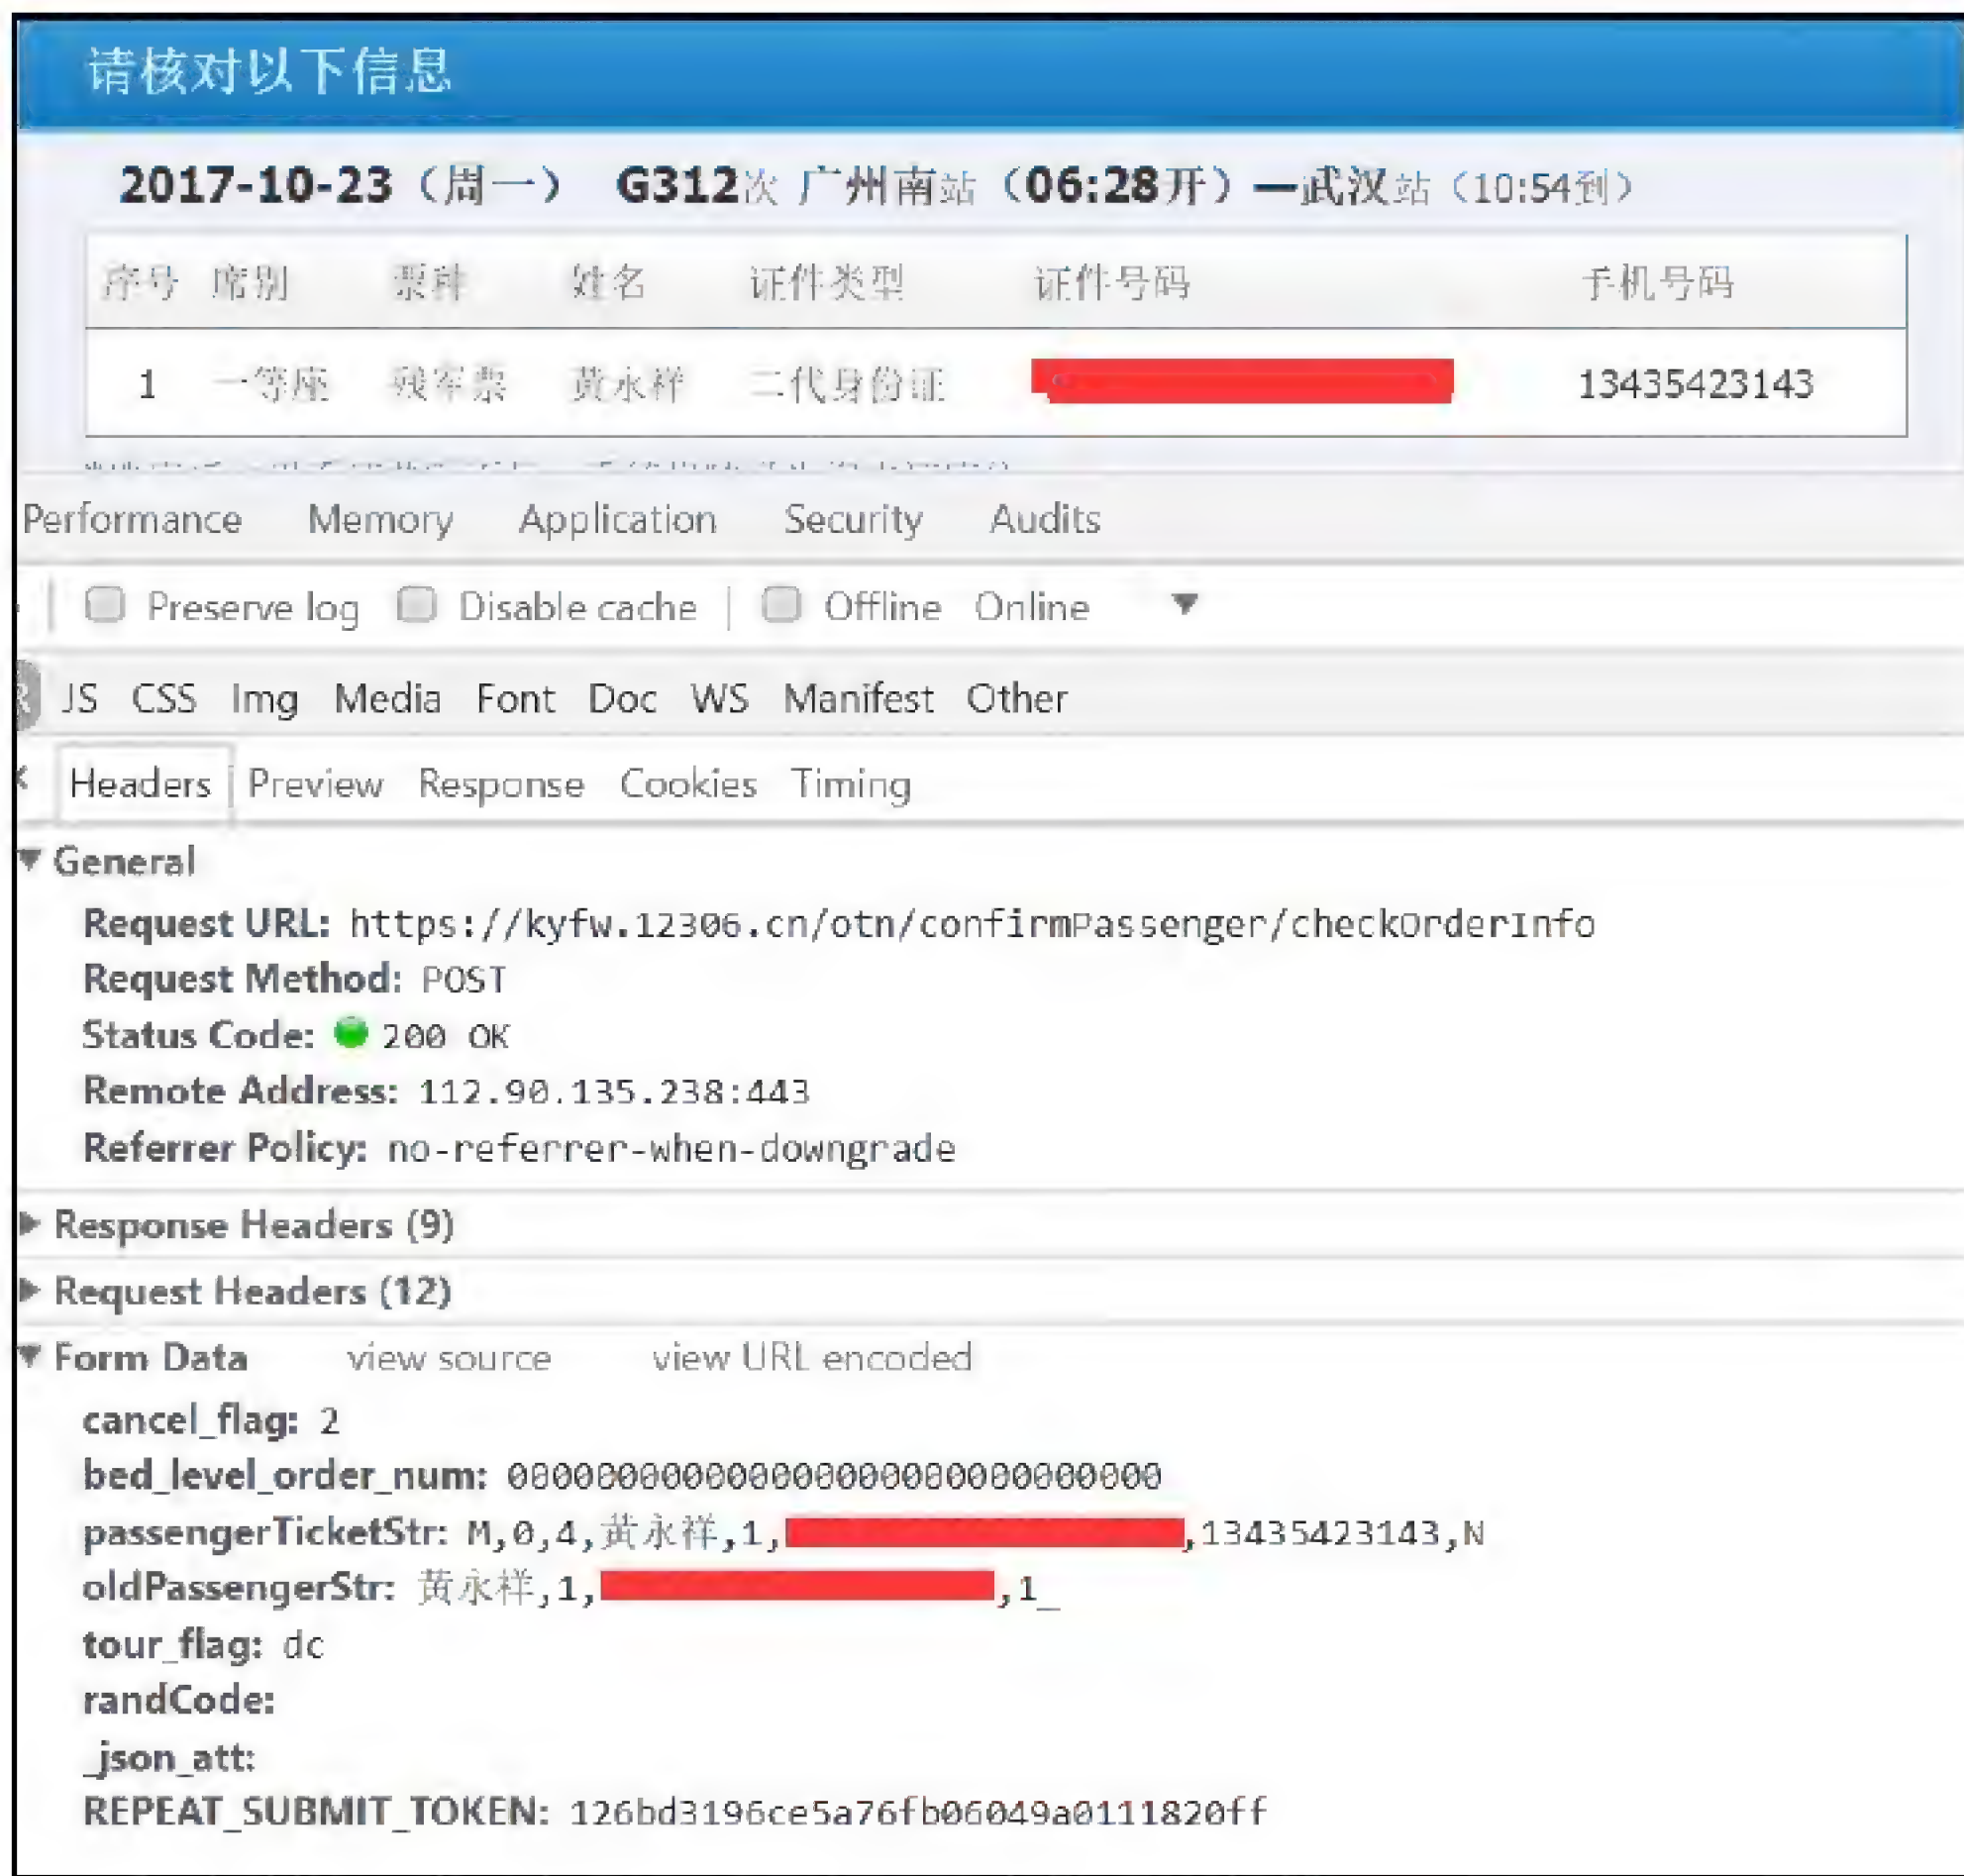 请核对以下信息
2017-10-23（周一） G312次 广州南站（06:28开）—武汉站（10:54到）
序号 席别 票种 姓名 证件类型 证件号码 手机号码
1 一等座 残军票 黄永祥 二代身份证 13435423143
Performance Memory Application Security Audits
Preserve log Disable cache Offline Online
JS CSS Img Media Font Doc WS Manifest Other
Headers Preview Response Cookies Timing
General
Request URL: https://kyfw.12306.cn/otn/confirmPassenger/checkOrderInfo
Request Method: POST
Status Code: 200 OK
Remote Address: 112.90.135.238:443
Referrer Policy: no-referrer-when-downgrade
Response Headers (9)
Request Headers (12)
Form Data view source view URL encoded
cancel_flag: 2
bed_level_order_num: 00000000000000000000000000000000
passengerTicketStr: M,0,4,黄永祥,1, ,13435423143,N
oldPassengerStr: 黄永祥,1, ,1_
tour_flag: dc
randCode:
_json_att:
REPEAT_SUBMIT_TOKEN: 126bd3196ce5a76fb06049a0111820ff